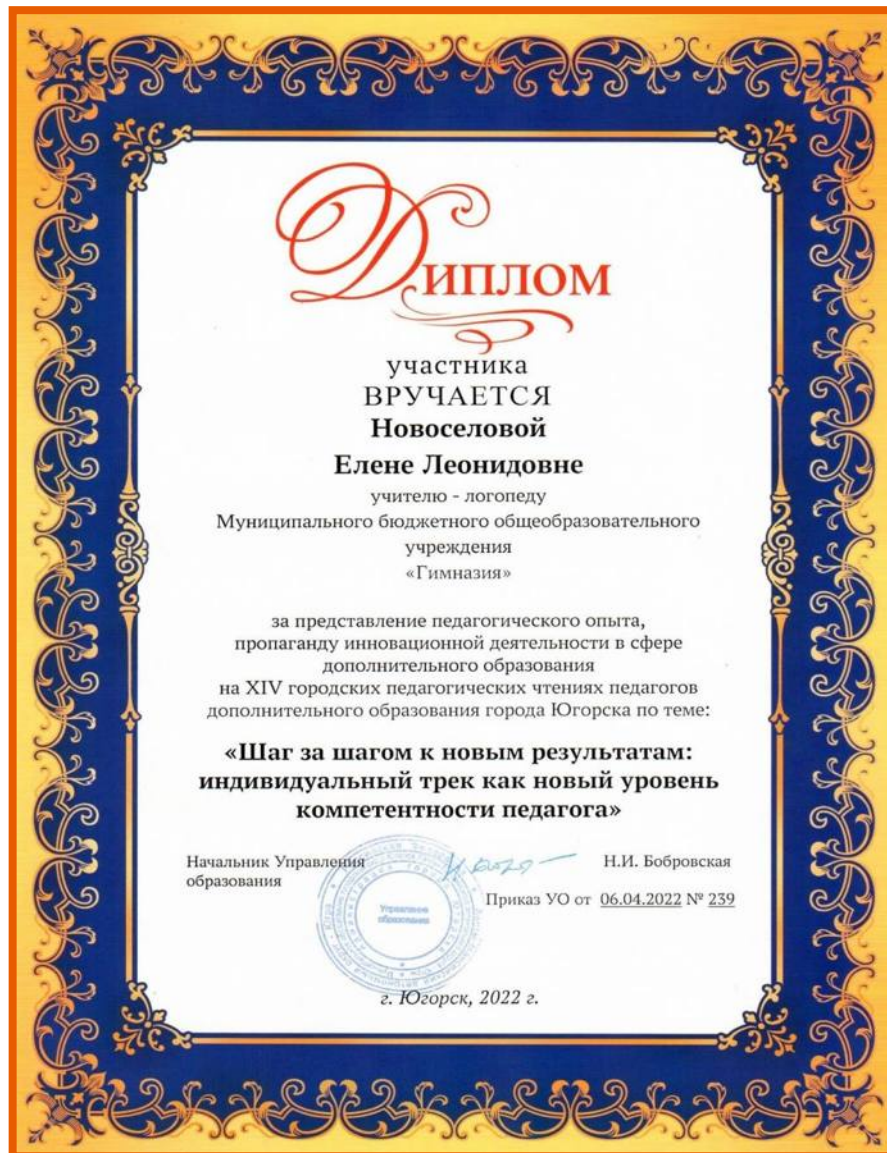 Диплом
участника
ВРУЧАЕТСЯ
Новоселовой
Елене Леонидовне
учителю - логопеду
Муниципального бюджетного общеобразовательного
учреждения
«Гимназия»
за представление педагогического опыта,
пропаганду инновационной деятельности в сфере
дополнительного образования
на XIV городских педагогических чтениях педагогов
дополнительного образования города Югорска по теме:
«Шаг за шагом к новым результатам:
индивидуальный трек как новый уровень
компетентности педагога»
Начальник Управления
образования
Н.И. Бобровская
Управление
образования
Приказ УО от 06.04.2022 № 239
г. Югорск, 2022 г.